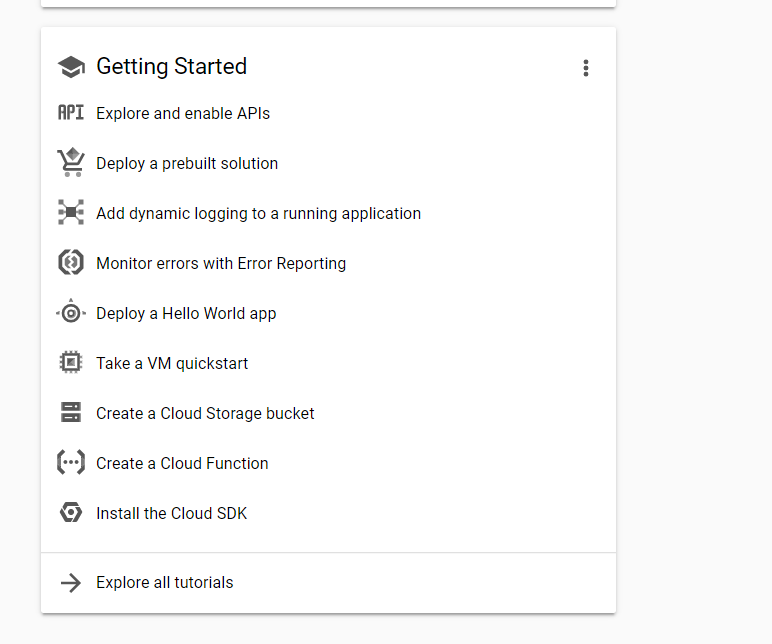 Getting Started
API
Explore and enable APIs
Deploy a prebuilt solution
Add dynamic logging to a running application
Monitor errors with Error Reporting
Deploy a Hello World app
Take a VM quickstart
Create a Cloud Storage bucket
Create a Cloud Function
Install the Cloud SDK
Explore all tutorials